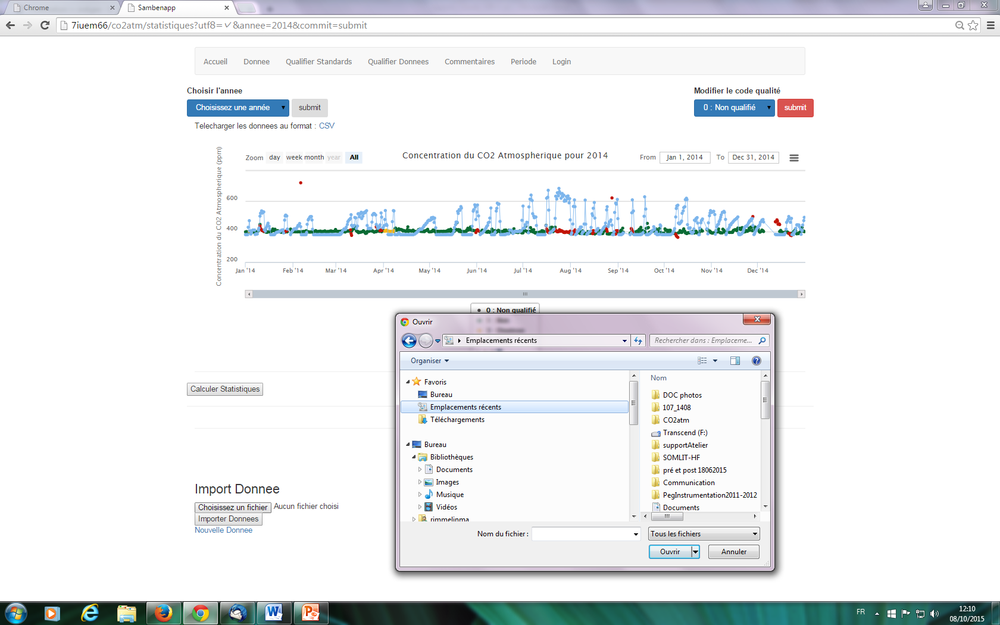 Chrome
Sambenapp
7iuem66/co2atm/statistiques?utf8=✓&annee=2014&commit=submit
Accueil Donnee Qualifier Standards Qualifier Donnees Commentaires Periode Login
Choisir l'annee
Modifier le code qualité
Choisissez une année submit
0 : Non qualifié submit
Telecharger les donnees au format : CSV
Zoom day week month year All
Concentration du CO2 Atmospherique pour 2014
From Jan 1, 2014 To Dec 31, 2014
Concentration du CO2 Atmospherique (ppm)
600
400
200
Jan '14 Feb '14 Mar '14 Apr '14 May '14 Jun '14 Jul '14 Aug '14 Sep '14 Oct '14 Nov '14 Dec '14
0 : Non qualifié
Calculer Statistiques
Import Donnee
Choisissez un fichier Aucun fichier choisi
Importer Donnees
Nouvelle Donnee
Ouvrir
Emplacements récents
Rechercher dans : Emplaceme...
Organiser
Favoris
Bureau
Emplacements récents
Téléchargements
Bureau
Bibliothèques
Documents
Images
Musique
Vidéos
rimmelinma
Nom
DOC photos
107_1408
CO2atm
Transcend (F:)
supportAtelier
SOMLIT-HF
pré et post 18062015
Communication
PegInstrumentation2011-2012
Documents
Nom du fichier :
Tous les fichiers
Ouvrir
Annuler
FR
12:10
08/10/2015